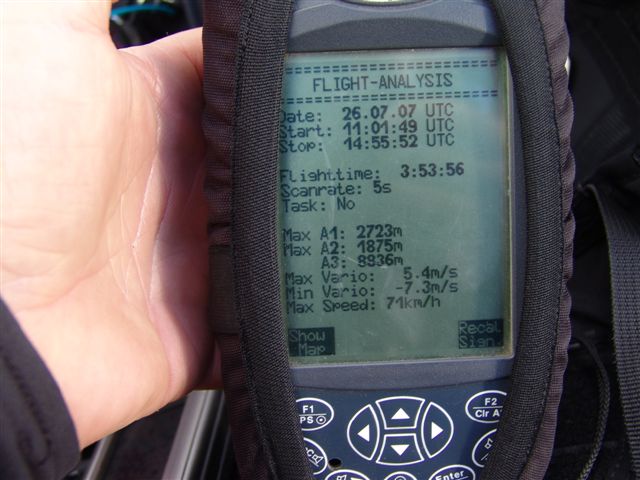 ====================
FLIGHT-ANALYSIS
====================
Date: 26.07.07 UTC
Start: 11:01:49 UTC
Stop: 14:55:52 UTC
Flighttime: 3:53:56
Scanrate: 5s
Task: No
Max A1: 2723m
Max A2: 1875m
A3: 8936m
Max Vario: 5.4m/s
Min Vario: -7.3m/s
Max Speed: 71km/h
Show Recal
Map Sign.
F1 F2
Clr A
Enter